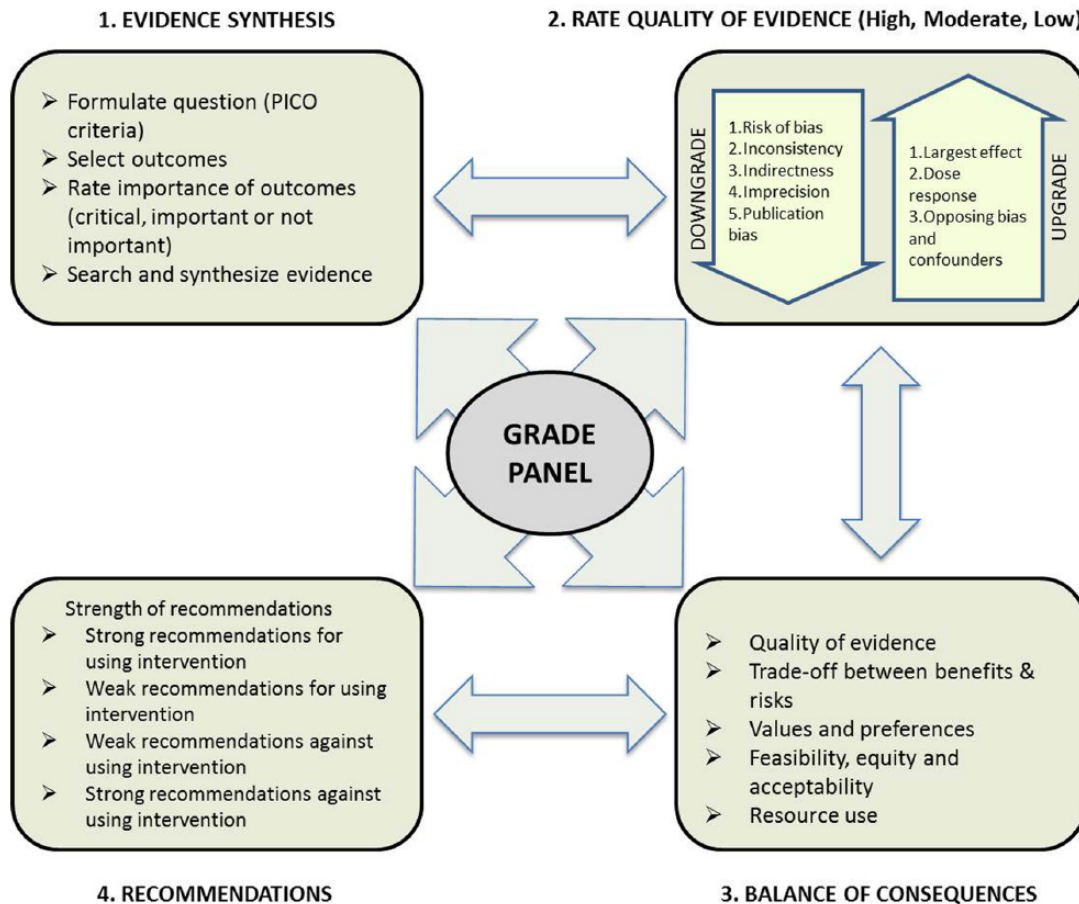 1. EVIDENCE SYNTHESIS
➢ Formulate question (PICO
criteria)
➢ Select outcomes
➢ Rate importance of outcomes
(critical, important or not
important)
➢ Search and synthesize evidence
2. RATE QUALITY OF EVIDENCE (High, Moderate, Low)
DOWNGRADE
1.Risk of bias
2.Inconsistency
3.Indirectness
4.Imprecision
5.Publication
bias
1.Largest effect
2.Dose
response
3.Opposing bias
and
confounders
UPGRADE
GRADE
PANEL
Strength of recommendations
➢ Strong recommendations for
using intervention
➢ Weak recommendations for using
intervention
➢ Weak recommendations against
using intervention
➢ Strong recommendations against
using intervention
4. RECOMMENDATIONS
➢ Quality of evidence
➢ Trade-off between benefits &
risks
➢ Values and preferences
➢ Feasibility, equity and
acceptability
➢ Resource use
3. BALANCE OF CONSEQUENCES